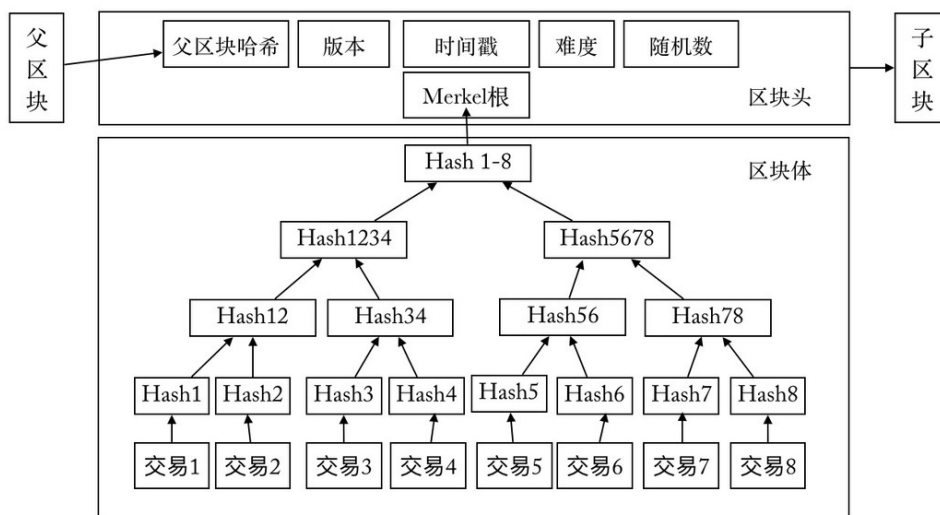 父区块
父区块哈希 版本 时间戳 难度 随机数
子区块
Merkel根
区块头
Hash 1-8
区块体
Hash1234 Hash5678
Hash12 Hash34 Hash56 Hash78
Hash1 Hash2 Hash3 Hash4 Hash5 Hash6 Hash7 Hash8
交易1 交易2 交易3 交易4 交易5 交易6 交易7 交易8